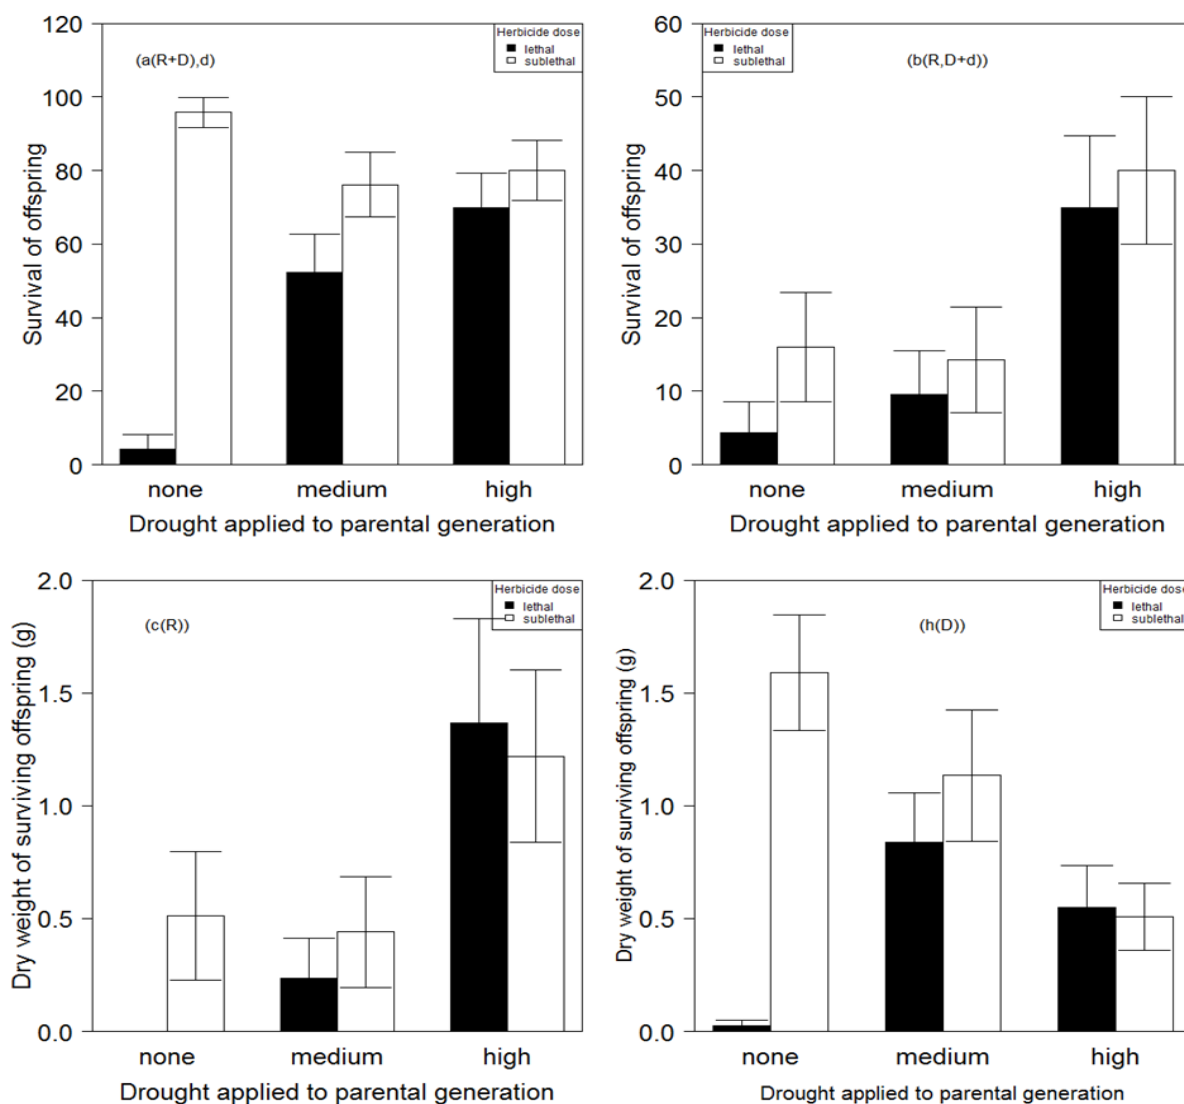 120
100
80
60
40
20
0
Survival of offspring
(a(R+D),d)
Herbicide dose
lethal
sublethal
none medium high
Drought applied to parental generation
60
50
40
30
20
10
0
Survival of offspring
Herbicide dose
lethal
sublethal
(b(R,D+d))
none medium high
Drought applied to parental generation
2.0
1.5
1.0
0.5
0.0
Dry weight of surviving offspring (g)
(c(R))
Herbicide dose
lethal
sublethal
none medium high
Drought applied to parental generation
2.0
1.5
1.0
0.5
0.0
Dry weight of surviving offspring (g)
(h(D))
Herbicide dose
lethal
sublethal
none medium high
Drought applied to parental generation